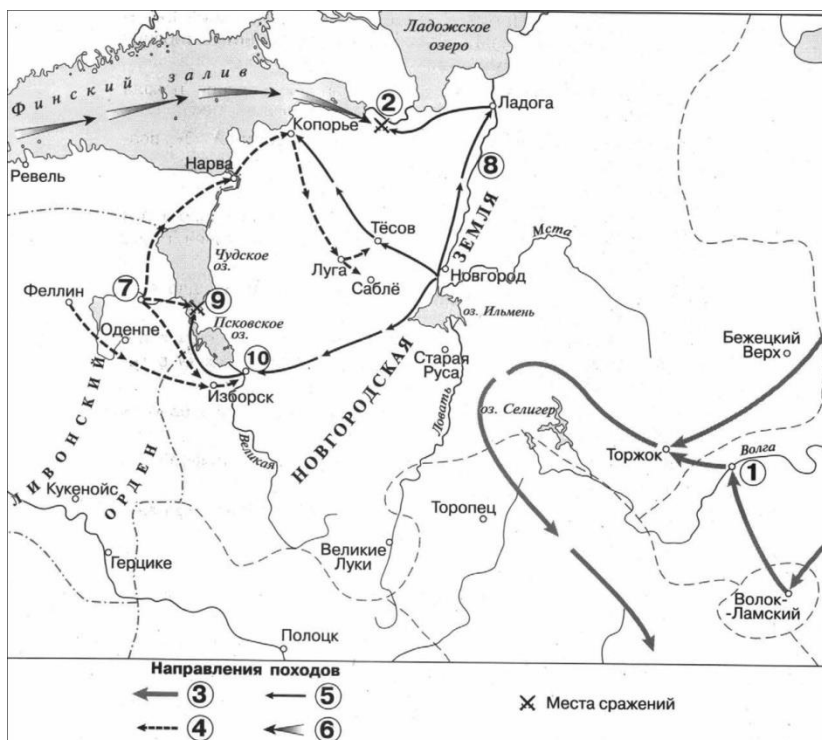 Ладожское
озеро
Финский залив
②
Ладога
Копорье
Ревель
Нарва
⑧
Тёсов
Мста
Чудское
оз.
Луга
Саблё
Новгород
ЗЕМЛЯ
Феллин
⑦
⑨
оз. Ильмень
Псковское
оз.
Оденпе
⑩
Старая
Руса
Бежецкий
Верх
Изборск
НОВГОРОДСКАЯ
оз. Селигер
Ловать
Торжок
Волга
①
Великая
ЛИВОНСКИЙ
ОРДЕН
Кукенойс
Торопец
Герцике
Великие
Луки
Волок-
-Ламский
Полоцк
Направления походов
③
⑤
④
⑥
Места сражений